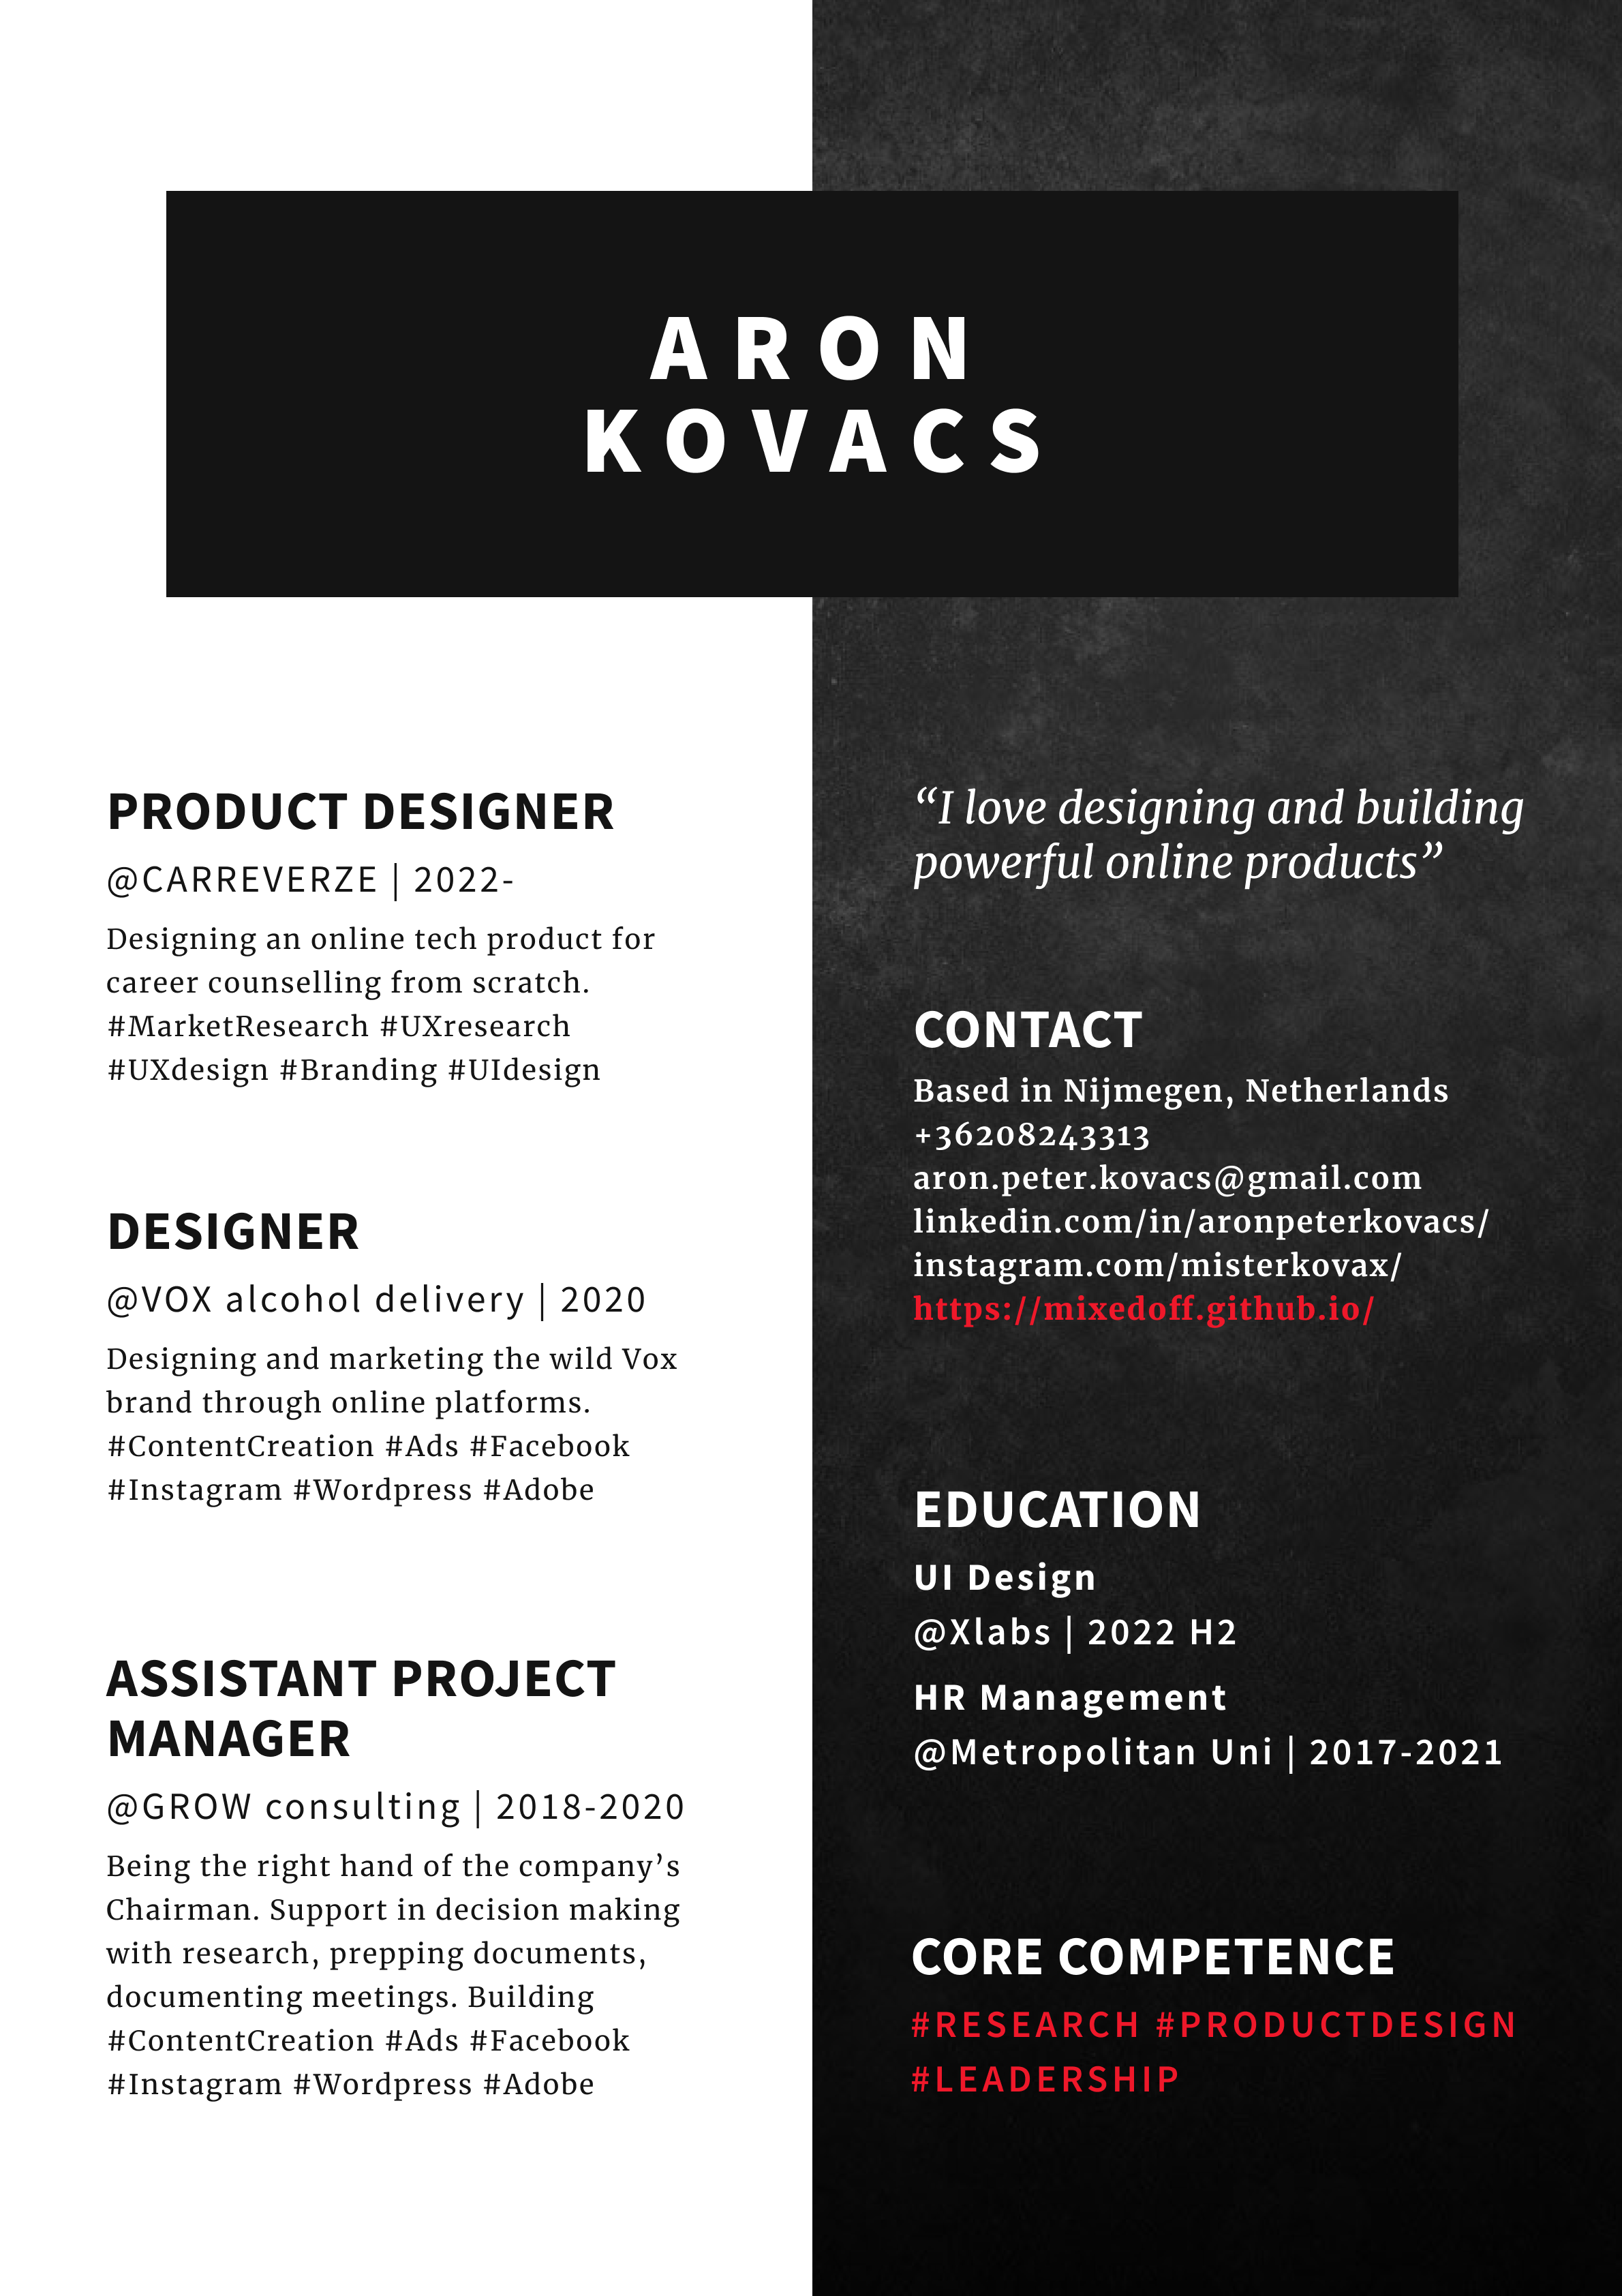 ARON
KOVACS
PRODUCT DESIGNER
@CARREVERZE | 2022-
Designing an online tech product for
career counselling from scratch.
#MarketResearch #UXresearch
#UXdesign #Branding #UIdesign
DESIGNER
@VOX alcohol delivery | 2020
Designing and marketing the wild Vox
brand through online platforms.
#ContentCreation #Ads #Facebook
#Instagram #Wordpress #Adobe
ASSISTANT PROJECT
MANAGER
@GROW consulting | 2018-2020
Being the right hand of the company’s
Chairman. Support in decision making
with research, prepping documents,
documenting meetings. Building
#ContentCreation #Ads #Facebook
#Instagram #Wordpress #Adobe
“I love designing and building
powerful online products”
CONTACT
Based in Nijmegen, Netherlands
+36208243313
aron.peter.kovacs@gmail.com
linkedin.com/in/aronpeterkovacs/
instagram.com/misterkovax/
https://mixedoff.github.io/
EDUCATION
UI Design
@Xlabs | 2022 H2
HR Management
@Metropolitan Uni | 2017-2021
CORE COMPETENCE
#RESEARCH #PRODUCTDESIGN
#LEADERSHIP